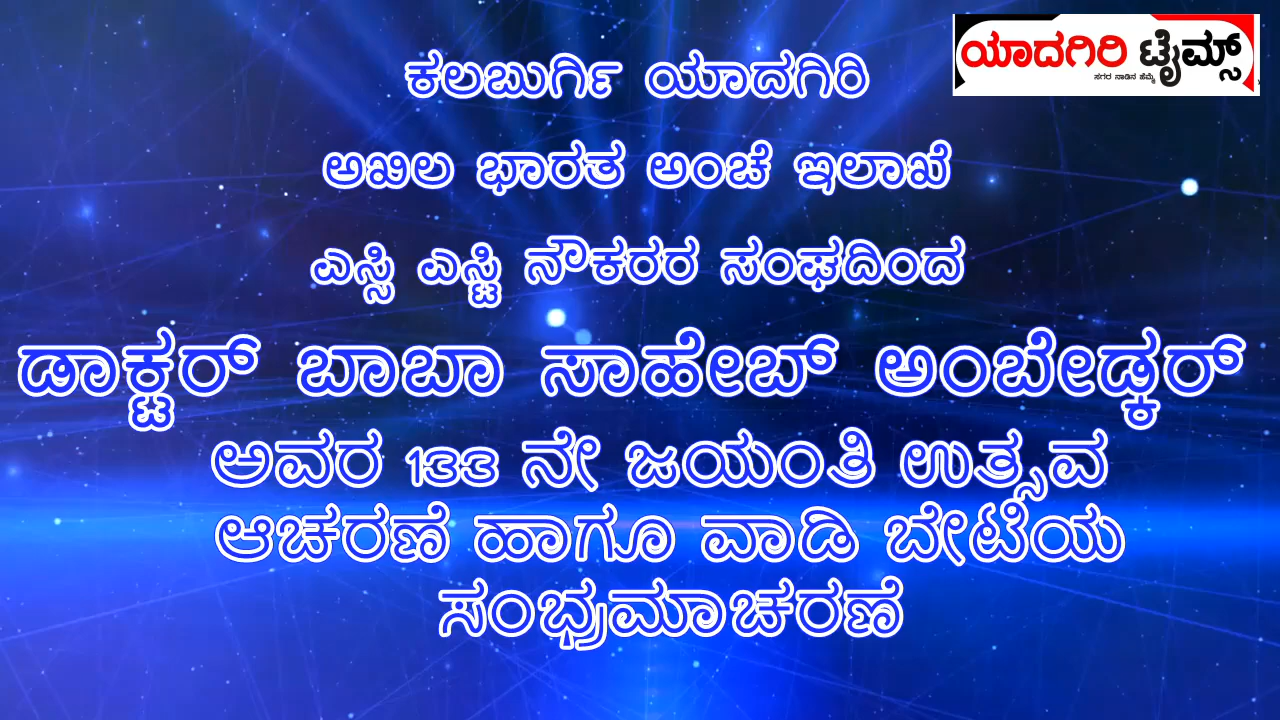 ಯಾದಗಿರಿ ಟೈಮ್ಸ್
ಸಗರ ನಾಡಿನ ಹೆಮ್ಮೆ
ಕಲಬುರ್ಗಿ ಯಾದಗಿರಿ
ಅಖಿಲ ಭಾರತ ಅಂಚೆ ಇಲಾಖೆ
ಎಸ್ಸಿ ಎಸ್ಟಿ ನೌಕರರ ಸಂಘದಿಂದ
ಡಾಕ್ಟರ್ ಬಾಬಾ ಸಾಹೇಬ್ ಅಂಬೇಡ್ಕರ್
ಅವರ 133 ನೇ ಜಯಂತಿ ಉತ್ಸವ
ಆಚರಣೆ ಹಾಗೂ ವಾಡಿ ಬೇಟಿಯ
ಸಂಭ್ರಮಾಚರಣೆ